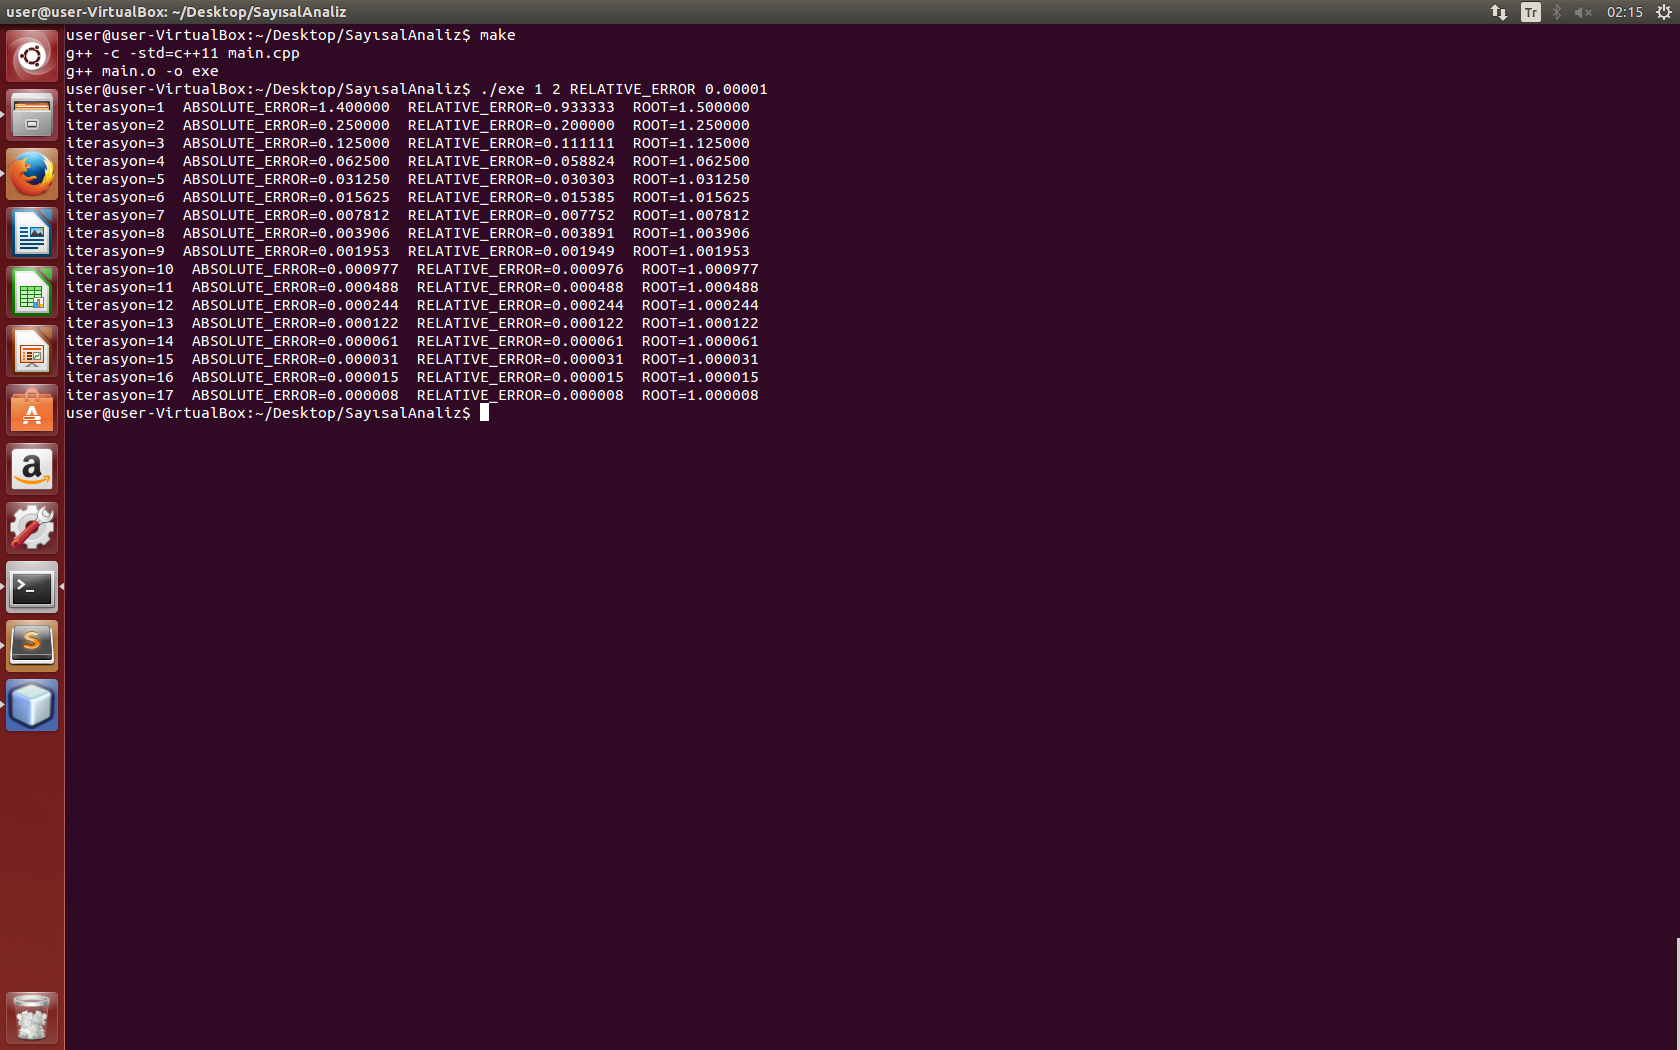 user@user-VirtualBox: ~/Desktop/SayısalAnaliz
Tr
02:15
user@user-VirtualBox:~/Desktop/SayısalAnaliz$ make
g++ -c -std=c++11 main.cpp
g++ main.o -o exe
user@user-VirtualBox:~/Desktop/SayısalAnaliz$ ./exe 1 2 RELATIVE_ERROR 0.00001
iterasyon=1  ABSOLUTE_ERROR=1.400000  RELATIVE_ERROR=0.933333  ROOT=1.500000
iterasyon=2  ABSOLUTE_ERROR=0.250000  RELATIVE_ERROR=0.200000  ROOT=1.250000
iterasyon=3  ABSOLUTE_ERROR=0.125000  RELATIVE_ERROR=0.111111  ROOT=1.125000
iterasyon=4  ABSOLUTE_ERROR=0.062500  RELATIVE_ERROR=0.058824  ROOT=1.062500
iterasyon=5  ABSOLUTE_ERROR=0.031250  RELATIVE_ERROR=0.030303  ROOT=1.031250
iterasyon=6  ABSOLUTE_ERROR=0.015625  RELATIVE_ERROR=0.015385  ROOT=1.015625
iterasyon=7  ABSOLUTE_ERROR=0.007812  RELATIVE_ERROR=0.007752  ROOT=1.007812
iterasyon=8  ABSOLUTE_ERROR=0.003906  RELATIVE_ERROR=0.003891  ROOT=1.003906
iterasyon=9  ABSOLUTE_ERROR=0.001953  RELATIVE_ERROR=0.001949  ROOT=1.001953
iterasyon=10  ABSOLUTE_ERROR=0.000977  RELATIVE_ERROR=0.000976  ROOT=1.000977
iterasyon=11  ABSOLUTE_ERROR=0.000488  RELATIVE_ERROR=0.000488  ROOT=1.000488
iterasyon=12  ABSOLUTE_ERROR=0.000244  RELATIVE_ERROR=0.000244  ROOT=1.000244
iterasyon=13  ABSOLUTE_ERROR=0.000122  RELATIVE_ERROR=0.000122  ROOT=1.000122
iterasyon=14  ABSOLUTE_ERROR=0.000061  RELATIVE_ERROR=0.000061  ROOT=1.000061
iterasyon=15  ABSOLUTE_ERROR=0.000031  RELATIVE_ERROR=0.000031  ROOT=1.000031
iterasyon=16  ABSOLUTE_ERROR=0.000015  RELATIVE_ERROR=0.000015  ROOT=1.000015
iterasyon=17  ABSOLUTE_ERROR=0.000008  RELATIVE_ERROR=0.000008  ROOT=1.000008
user@user-VirtualBox:~/Desktop/SayısalAnaliz$